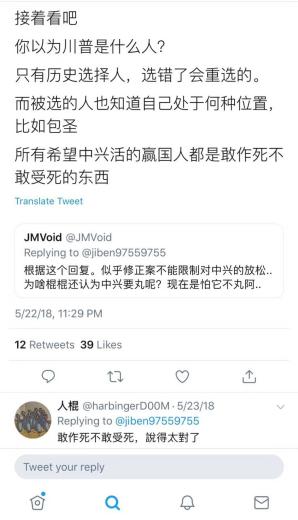 接着看吧
你以为川普是什么人？
只有历史选择人，选错了会重选的。
而被选的人也知道自己处于何种位置，
比如包圣
所有希望中兴活的赢国人都是敢作死不
敢受死的东西
Translate Tweet
JMVoid @JMVoid
Replying to @jiben97559755
根据这个回复。似乎修正案不能限制对中兴的放松..
为啥棍棍还认为中兴要丸呢？现在是怕它不丸阿..
5/22/18, 11:29 PM
12 Retweets 39 Likes
人棍 @harbingerD00M · 5/23/18
Replying to @jiben97559755
敢作死不敢受死，說得太對了
Tweet your reply